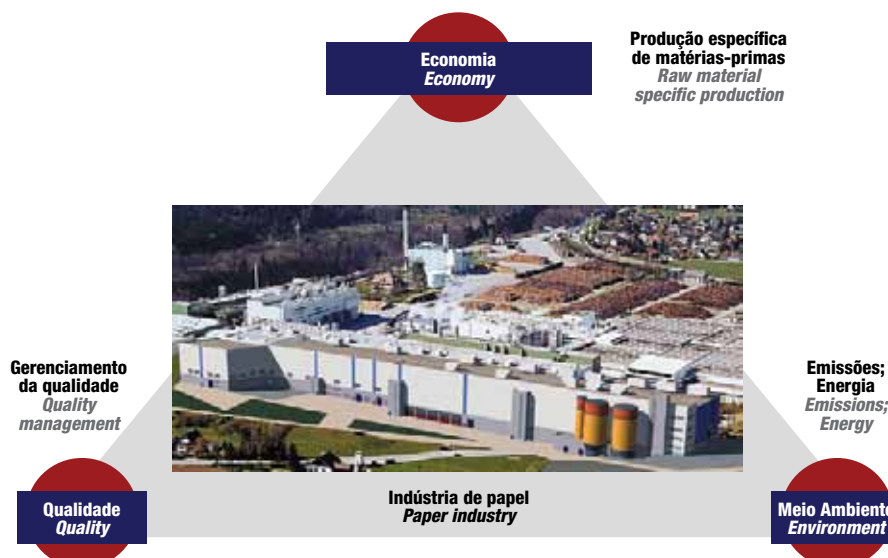 Economia
Economy
Produção específica
de matérias-primas
Raw material
specific production
Gerenciamento
da qualidade
Quality
management
Emissões;
Energia
Emissions;
Energy
Qualidade
Quality
Indústria de papel
Paper industry
Meio Ambiente
Environment